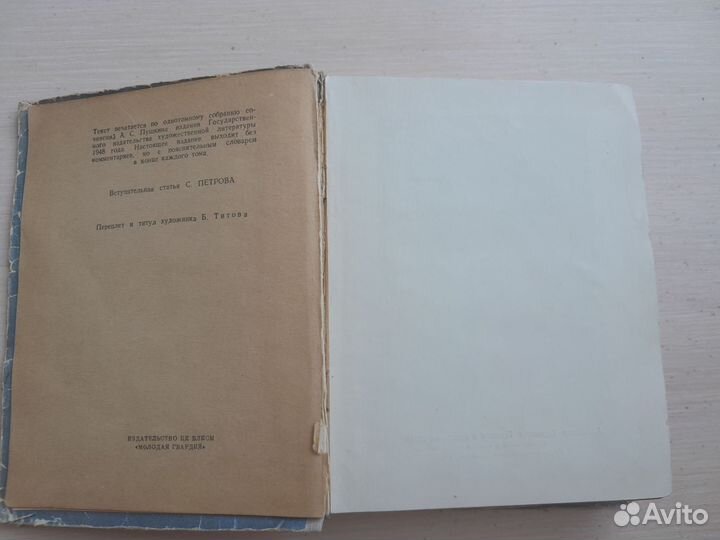 Текст печатается по однотомному собранию со-
чинений А. С. Пушкина издания Государствен-
ного издательства художественной литературы
1948 года. Настоящее издание выходит без
комментариев, но с пояснительным словарем
в конце каждого тома.
Вступительная статья С. ПЕТРОВА.
Переплет и титул художника Б. Титова
ИЗДАТЕЛЬСТВО ЦК ВЛКСМ
«МОЛОДАЯ ГВАРДИЯ»
Avito